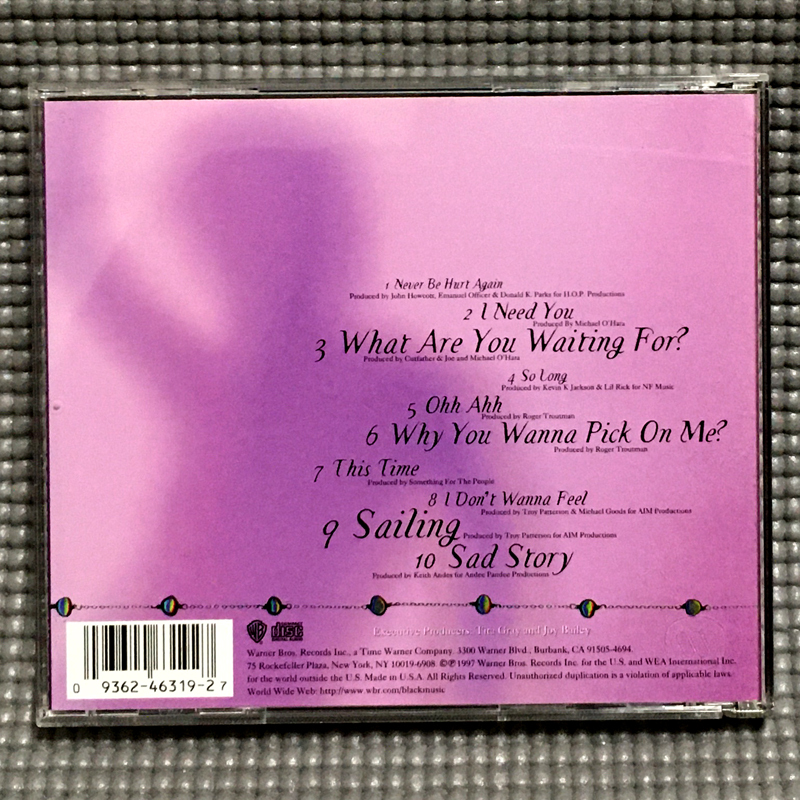 1 Never Be Hurt Again
Produced by John Howcott, Emanuel Officer & Donald K. Parks for H.O.P. Productions
2 I Need You
Produced By Michael O'Hara
3 What Are You Waiting For?
Produced by Cutfather & Joe and Michael O'Hara
4 So Long
Produced by Kevin K Jackson & Lil Rick for NF Music
5 Ohh Ahh
Produced by Roger Troutman
6 Why You Wanna Pick On Me?
Produced by Roger Troutman
7 This Time
Produced by Something For The People
8 I Don't Wanna Feel
Produced by Troy Patterson & Michael Goods for AIM Productions
9 Sailing
Produced by Troy Patterson for AIM Productions
10 Sad Story
Produced by Keith Andes for Andee Pandee Productions
Executive Producers: Gray and Joy Bailey
WB COMPACT disc DIGITAL AUDIO
Warner Bros. Records Inc., a Time Warner Company. 3300 Warner Blvd., Burbank, CA 91505-4694.
75 Rockefeller Plaza, New York, NY 10019-6908. ©℗1997 Warner Bros. Records Inc. for the U.S. and WEA International Inc.
for the world outside the U.S. Made in U.S.A. All Rights Reserved. Unauthorized duplication is a violation of applicable laws.
World Wide Web: http://www.wbr.com/blackmusic
0 9362-46319-2 7